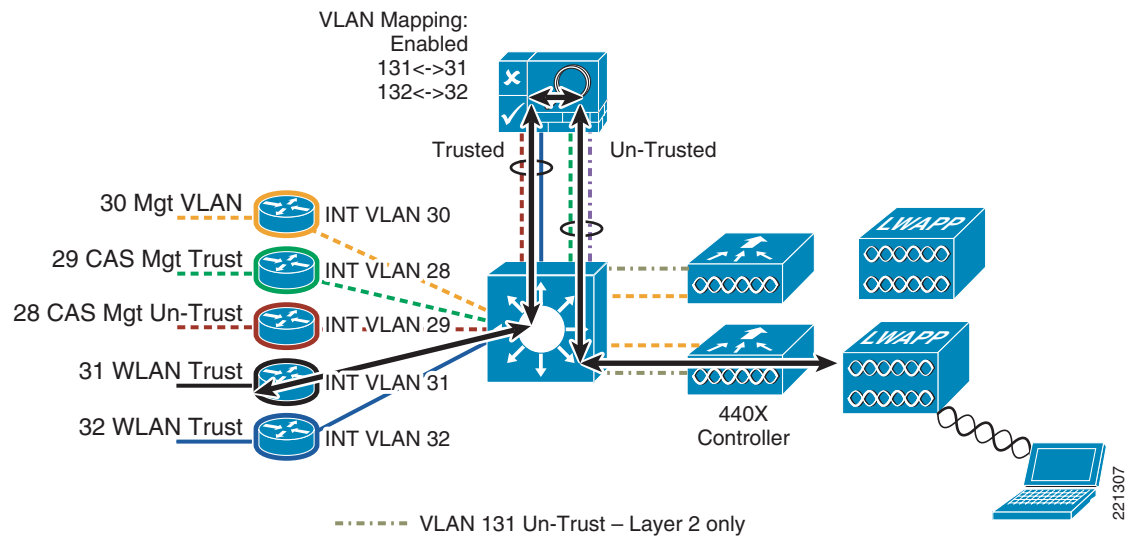 VLAN Mapping:
Enabled
131<->31
132<->32
Trusted
Un-Trusted
30 Mgt VLAN
INT VLAN 30
29 CAS Mgt Trust
INT VLAN 28
28 CAS Mgt Un-Trust
INT VLAN 29
31 WLAN Trust
INT VLAN 31
32 WLAN Trust
INT VLAN 32
LWAPP
LWAPP
440X
Controller
VLAN 131 Un-Trust – Layer 2 only
221307